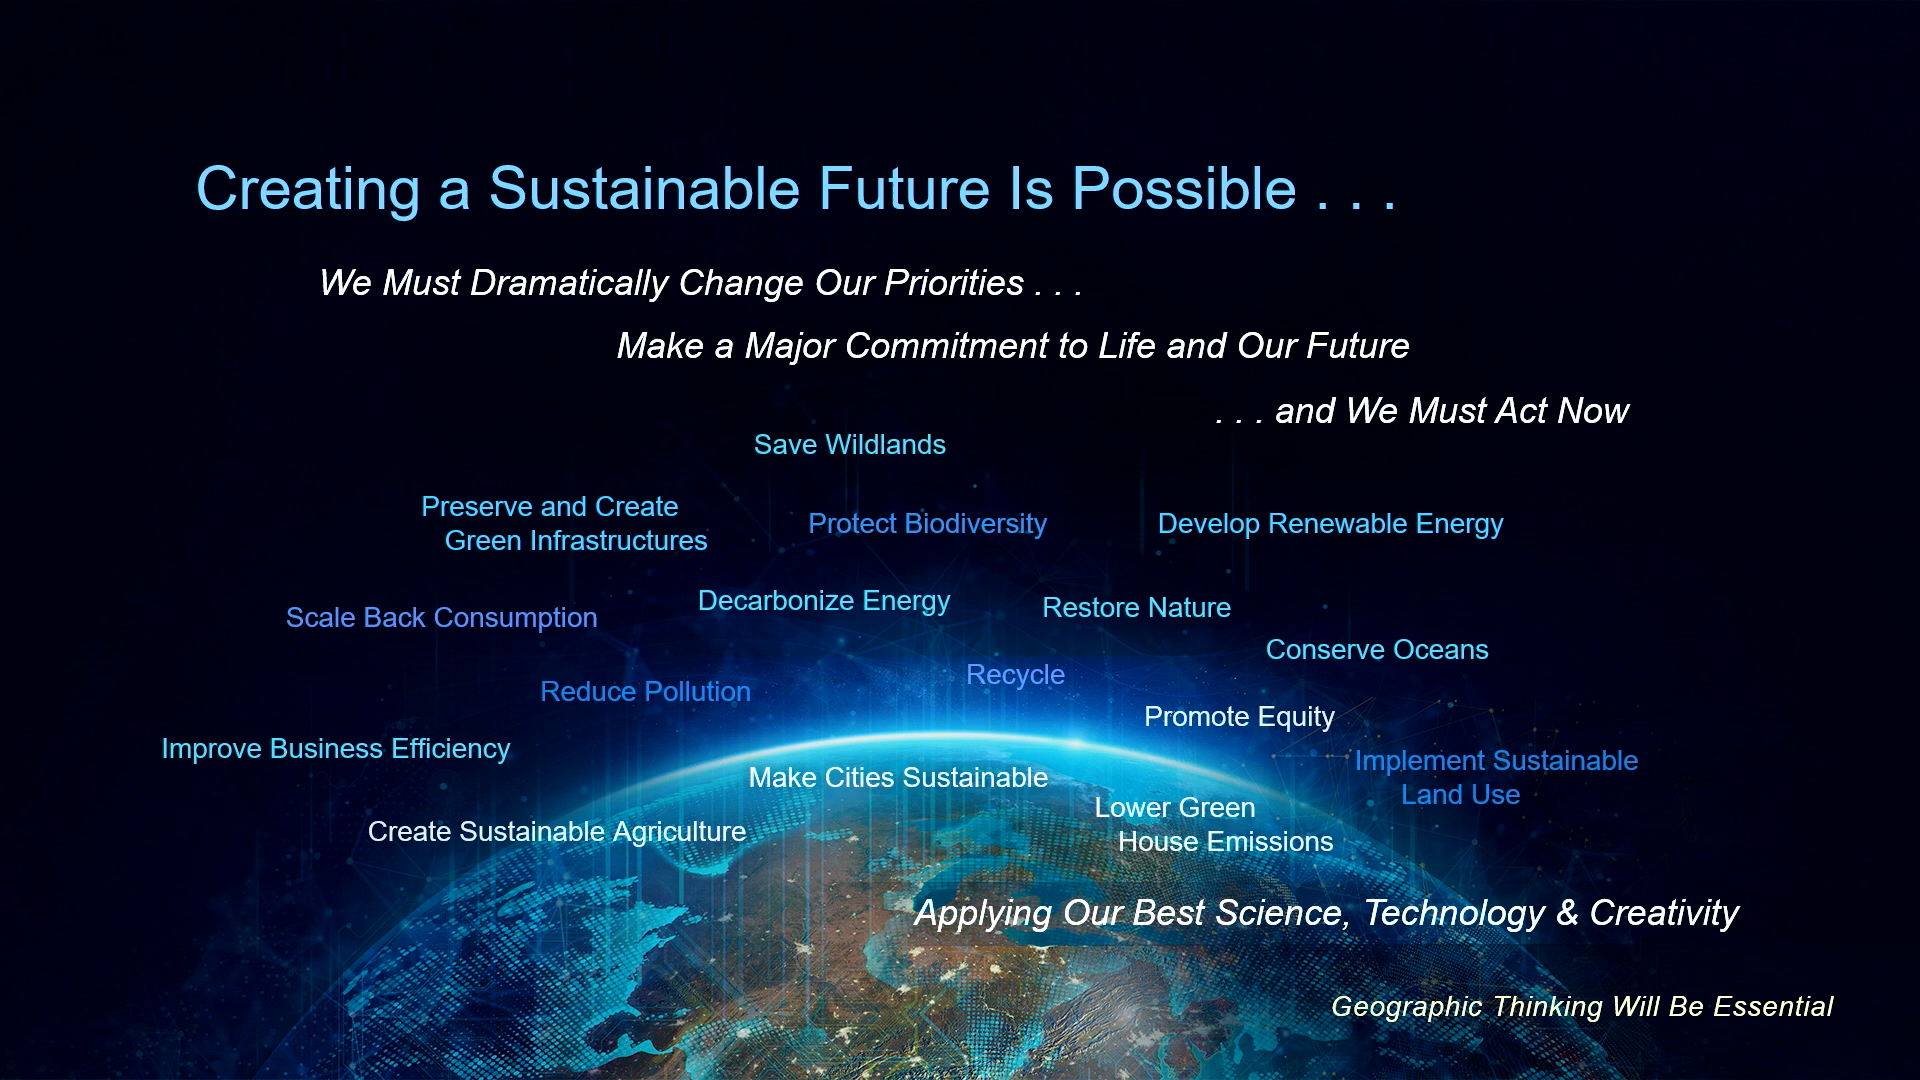 Creating a Sustainable Future Is Possible . . .
We Must Dramatically Change Our Priorities . . .
Make a Major Commitment to Life and Our Future
. . . and We Must Act Now
Save Wildlands
Preserve and Create
Green Infrastructures
Protect Biodiversity
Develop Renewable Energy
Scale Back Consumption
Decarbonize Energy
Restore Nature
Conserve Oceans
Reduce Pollution
Recycle
Promote Equity
Improve Business Efficiency
Make Cities Sustainable
Implement Sustainable
Land Use
Create Sustainable Agriculture
Lower Green
House Emissions
Applying Our Best Science, Technology & Creativity
Geographic Thinking Will Be Essential